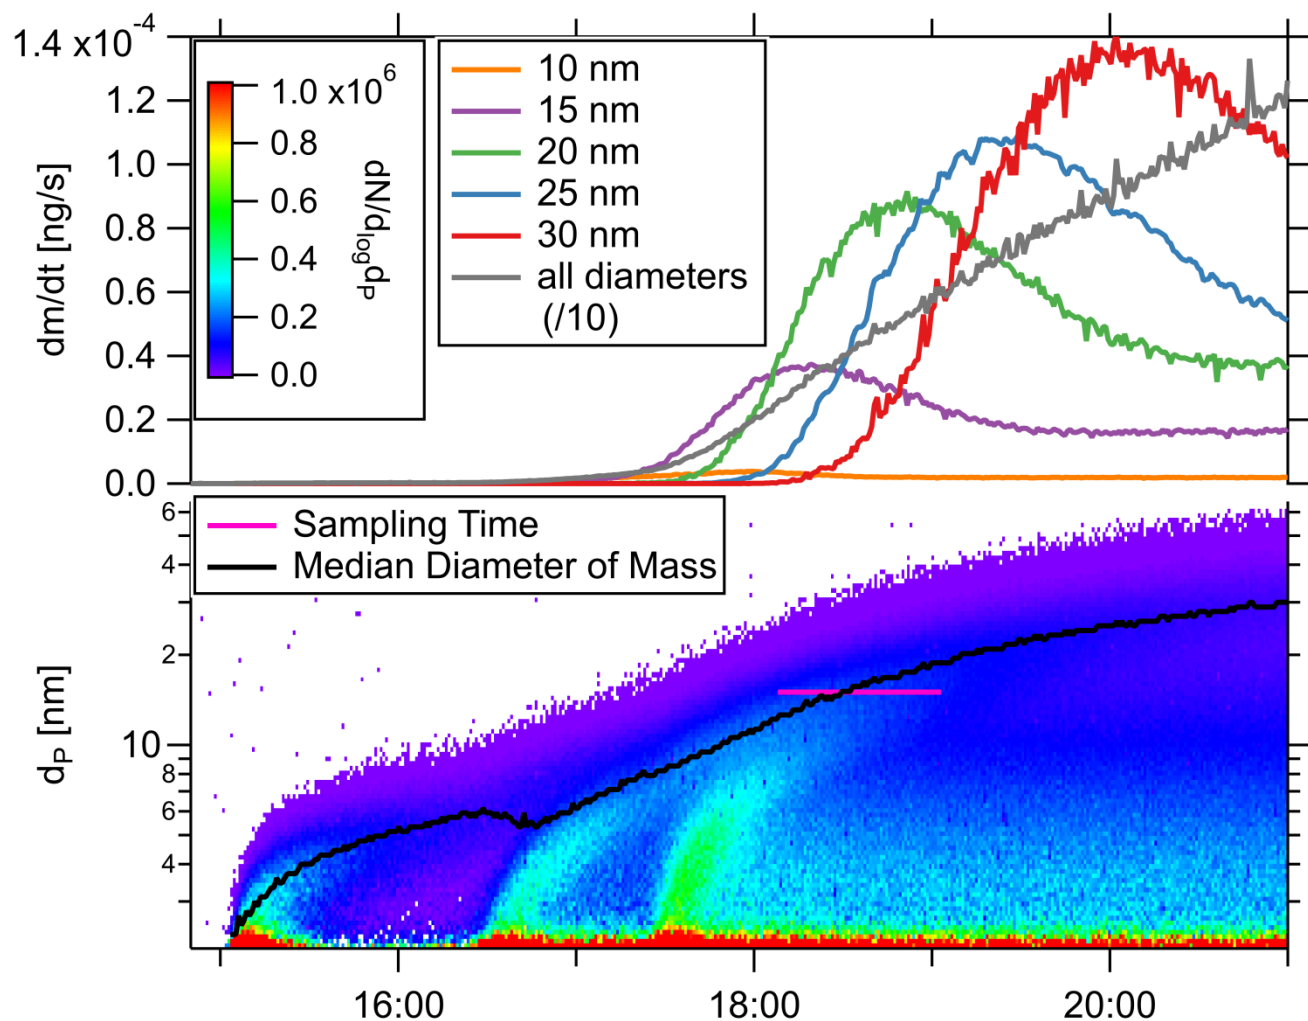 1.4 x10-4
1.2
1.0
0.8
0.6
0.4
0.2
0.0
dm/dt [ng/s]
1.0 x106
0.8
0.6
0.4
0.2
0.0
dN/dlogdP
10 nm
15 nm
20 nm
25 nm
30 nm
all diameters
(/10)
Sampling Time
Median Diameter of Mass
6
4
2
10
8
6
4
dP [nm]
16:00
18:00
20:00